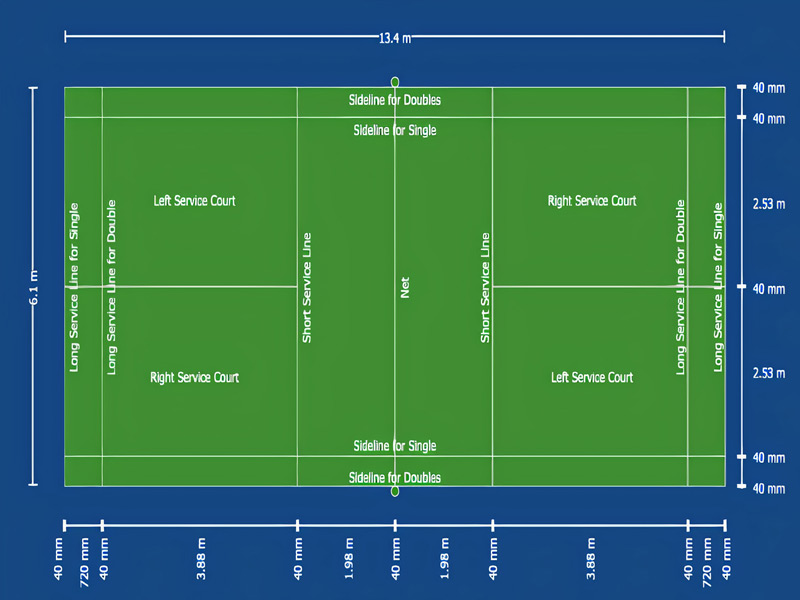 13.4 m
Sideline for Doubles
40 mm
Sideline for Single
40 mm
Left Service Court
Right Service Court
2.53 m
Long Service Line for Single
Long Service Line for Double
Short Service Line
Net
Short Service Line
Long Service Line for Double
Long Service Line for Single
6.1 m
40 mm
Right Service Court
Left Service Court
2.53 m
Sideline for Single
40 mm
Sideline for Doubles
40 mm
40 mm
720 mm
40 mm
3.88 m
40 mm
1.98 m
40 mm
1.98 m
40 mm
3.88 m
40 mm
720 mm
40 mm